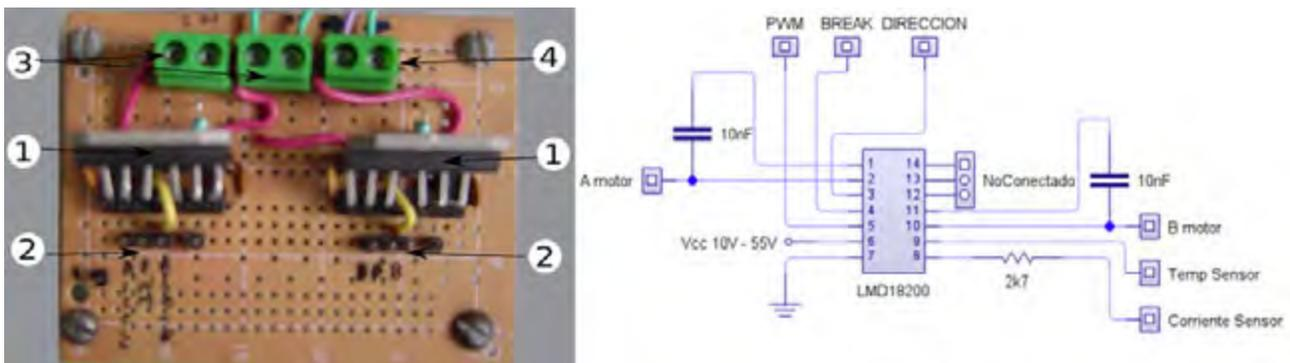 3
4
1
1
2
2
PWM BREAK DIRECCION
10nF
A motor
1 14
2 13
3 12
4 11
5 10
6 9
7 8
NoConectado
10nF
Vcc 10V - 55V
B motor
LMD18200
2k7
Temp Sensor
Corriente Sensor